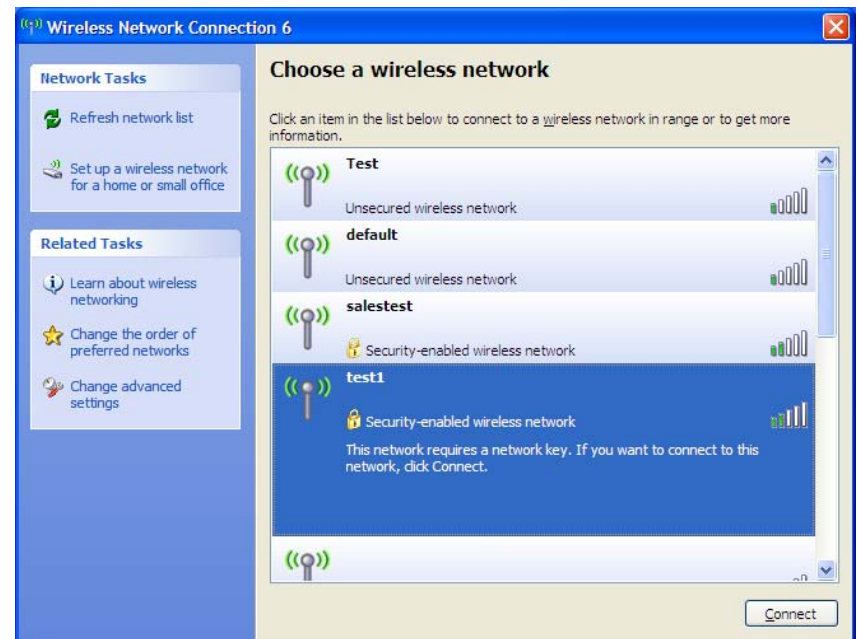 Wireless Network Connection 6
Network Tasks
Refresh network list
Set up a wireless network
for a home or small office
Related Tasks
Learn about wireless
networking
Change the order of
preferred networks
Change advanced
settings
Choose a wireless network
Click an item in the list below to connect to a wireless network in range or to get more
information.
Test
Unsecured wireless network
default
Unsecured wireless network
salestest
Security-enabled wireless network
test1
Security-enabled wireless network
This network requires a network key. If you want to connect to this
network, click Connect.
Connect